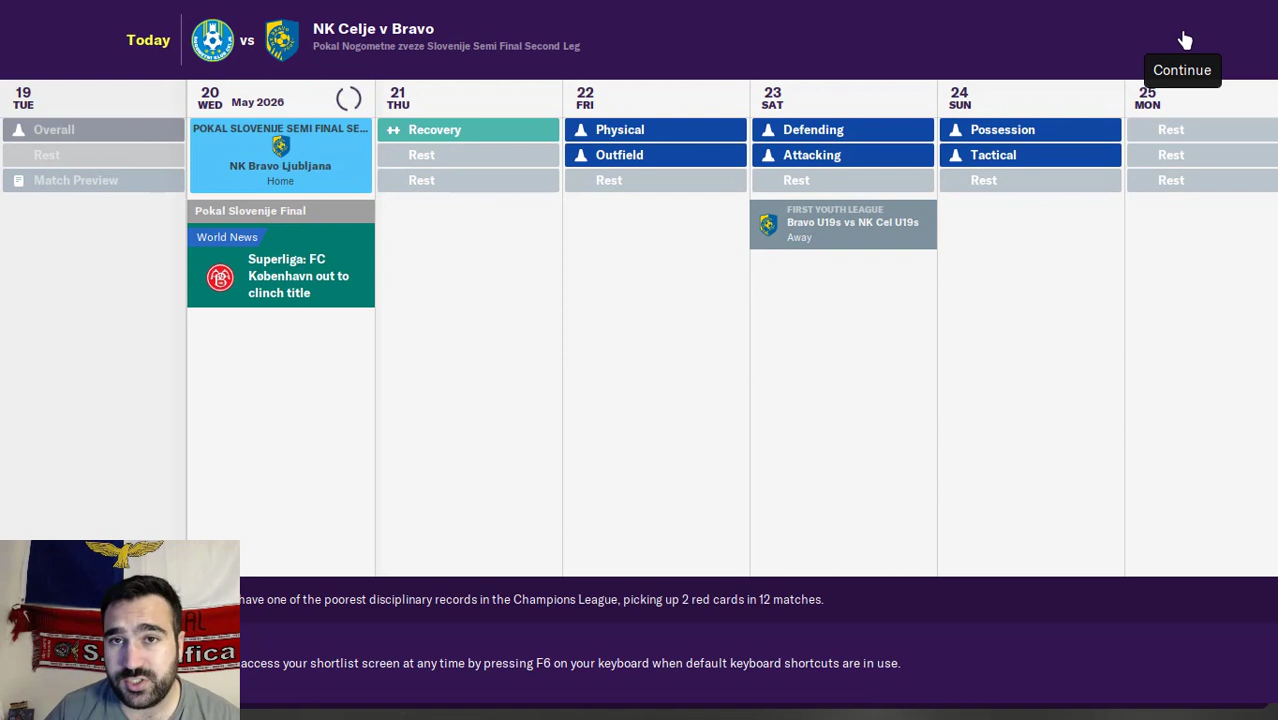 Today
vs
NK Celje v Bravo
Pokal Nogometne zveze Slovenije Semi Final Second Leg
Continue
19
TUE
Overall
Rest
Match Preview
20
WED
May 2026
POKAL SLOVENIJE SEMI FINAL SE...
NK Bravo Ljubljana
Home
Pokal Slovenije Final
World News
Superliga: FC
København out to
clinch title
21
THU
Recovery
Rest
Rest
22
FRI
Physical
Outfield
Rest
23
SAT
Defending
Attacking
Rest
FIRST YOUTH LEAGUE
Bravo U19s vs NK Cel U19s
Away
24
SUN
Possession
Tactical
Rest
25
MON
Rest
Rest
Rest
have one of the poorest disciplinary records in the Champions League, picking up 2 red cards in 12 matches.
access your shortlist screen at any time by pressing F6 on your keyboard when default keyboard shortcuts are in use.